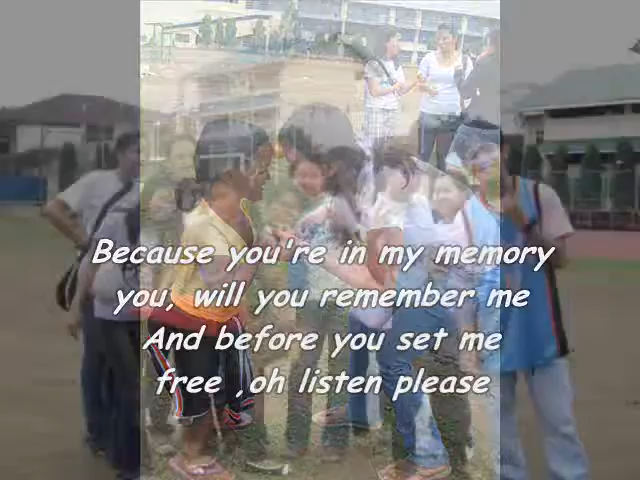 Because you're in my memory
you, will you remember me
And before you set me
free ,oh listen please